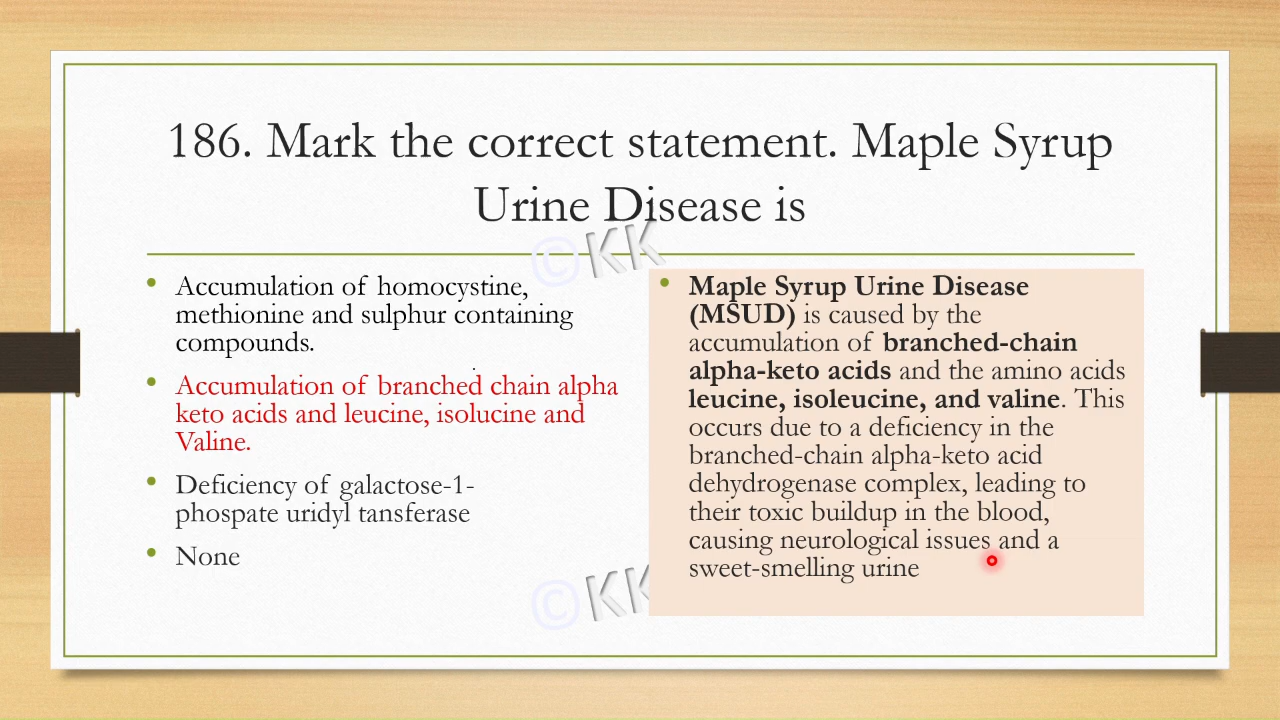 186. Mark the correct statement. Maple Syrup
Urine Disease is
©KK
• Accumulation of homocystine,
methionine and sulphur containing
compounds.
• Accumulation of branched chain alpha
keto acids and leucine, isolucine and
Valine.
• Deficiency of galactose-1-
phospate uridyl tansferase
• None
• Maple Syrup Urine Disease
(MSUD) is caused by the
accumulation of branched-chain
alpha-keto acids and the amino acids
leucine, isoleucine, and valine. This
occurs due to a deficiency in the
branched-chain alpha-keto acid
dehydrogenase complex, leading to
their toxic buildup in the blood,
causing neurological issues and a
sweet-smelling urine
©KK